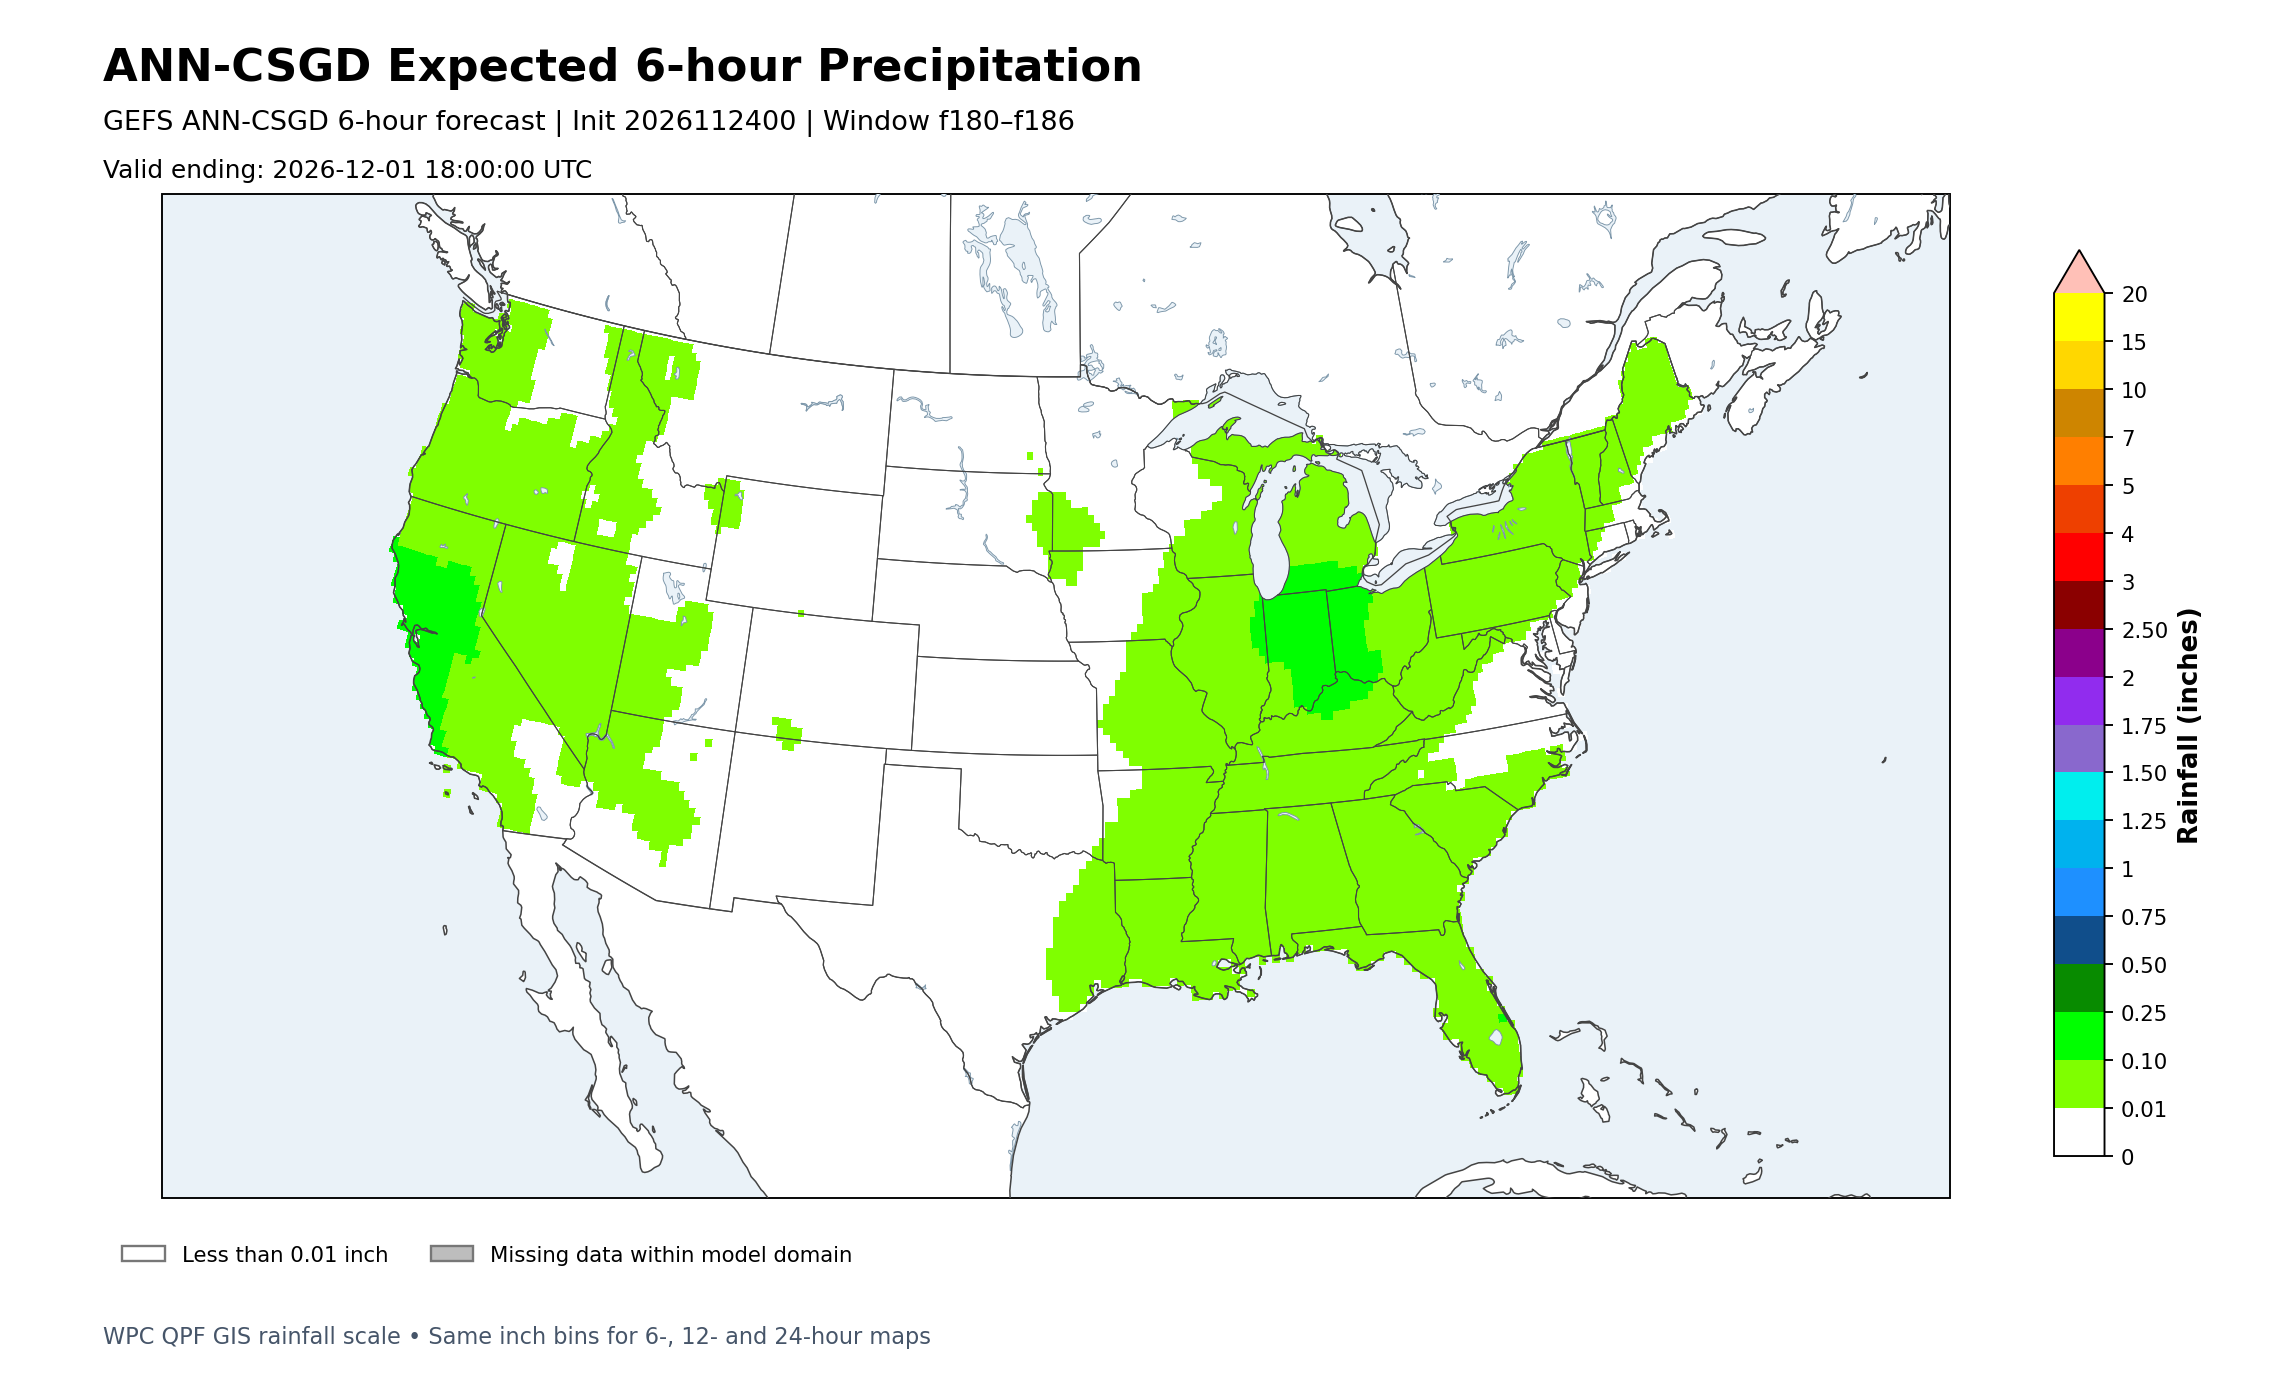 ANN-CSGD Expected 6-hour Precipitation
GEFS ANN-CSGD 6-hour forecast | Init 2026112400 | Window f180–f186
Valid ending: 2026-12-01 18:00:00 UTC
20
15
10
7
5
4
3
2.50
2
1.75
1.50
1.25
1
0.75
0.50
0.25
0.10
0.01
0
Rainfall (inches)
Less than 0.01 inch
Missing data within model domain
WPC QPF GIS rainfall scale • Same inch bins for 6-, 12- and 24-hour maps